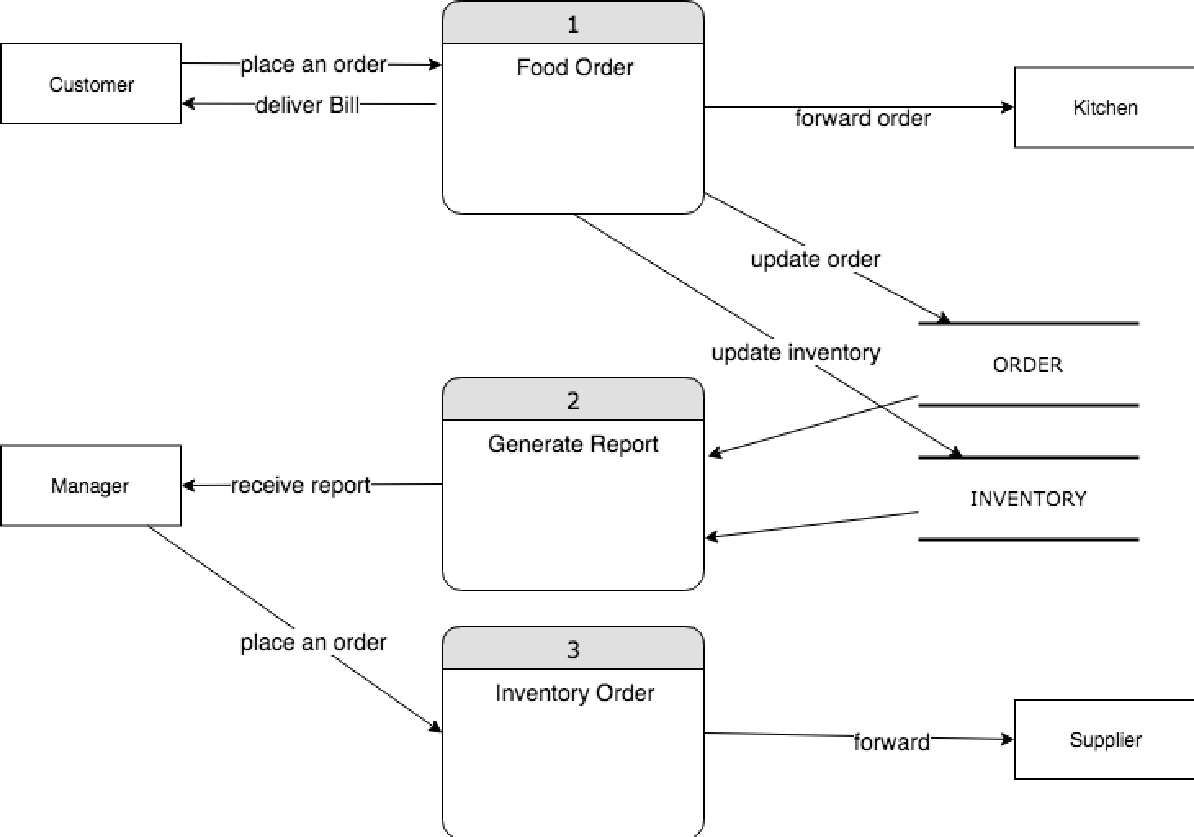 1
Food Order
Customer
place an order
deliver Bill
Kitchen
forward order
update order
update inventory
ORDER
2
Generate Report
Manager
receive report
INVENTORY
place an order
3
Inventory Order
forward
Supplier